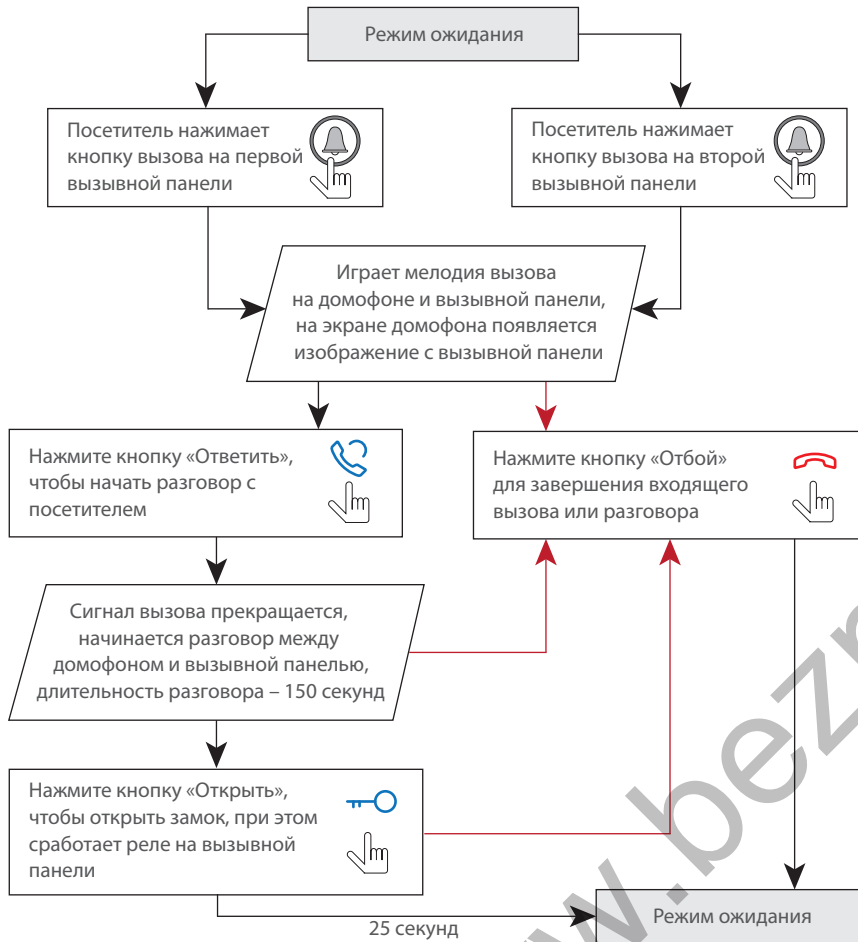 Режим ожидания
Посетитель нажимает
кнопку вызова на первой
вызывной панели
Посетитель нажимает
кнопку вызова на второй
вызывной панели
Играет мелодия вызова
на домофоне и вызывной панели,
на экране домофона появляется
изображение с вызывной панели
Нажмите кнопку «Ответить»,
чтобы начать разговор с
посетителем
Нажмите кнопку «Отбой»
для завершения входящего
вызова или разговора
Сигнал вызова прекращается,
начинается разговор между
домофоном и вызывной панелью,
длительность разговора – 150 секунд
Нажмите кнопку «Открыть»,
чтобы открыть замок, при этом
сработает реле на вызывной
панели
25 секунд
Режим ожидания